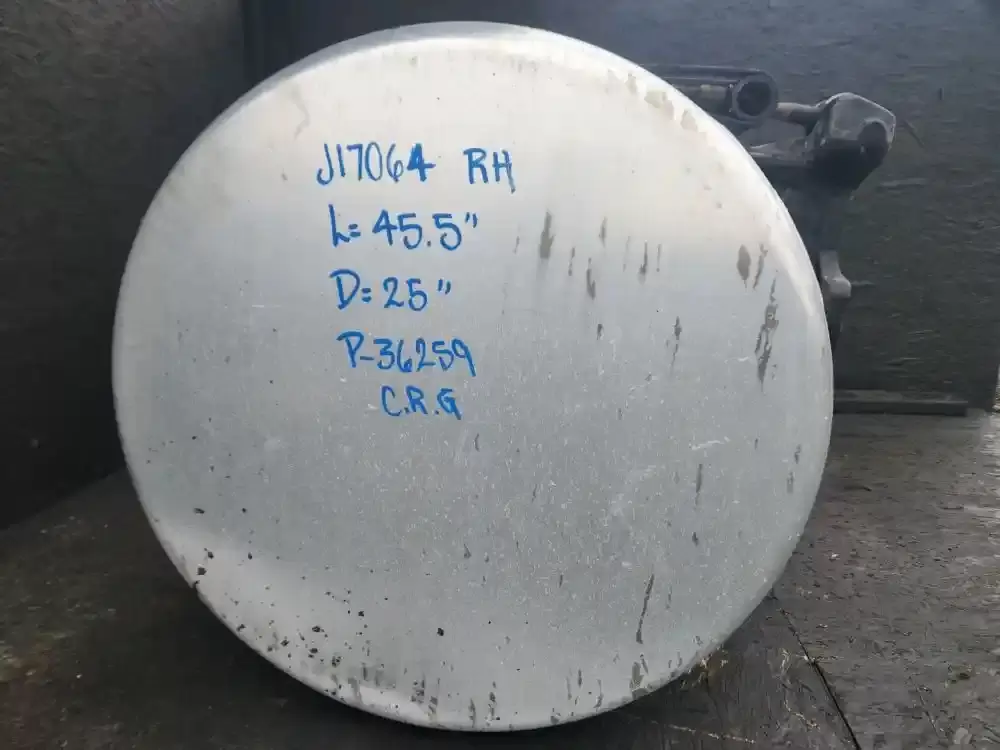 J17064 RH
L= 45.5"
D= 25"
P-36259
C.R.G